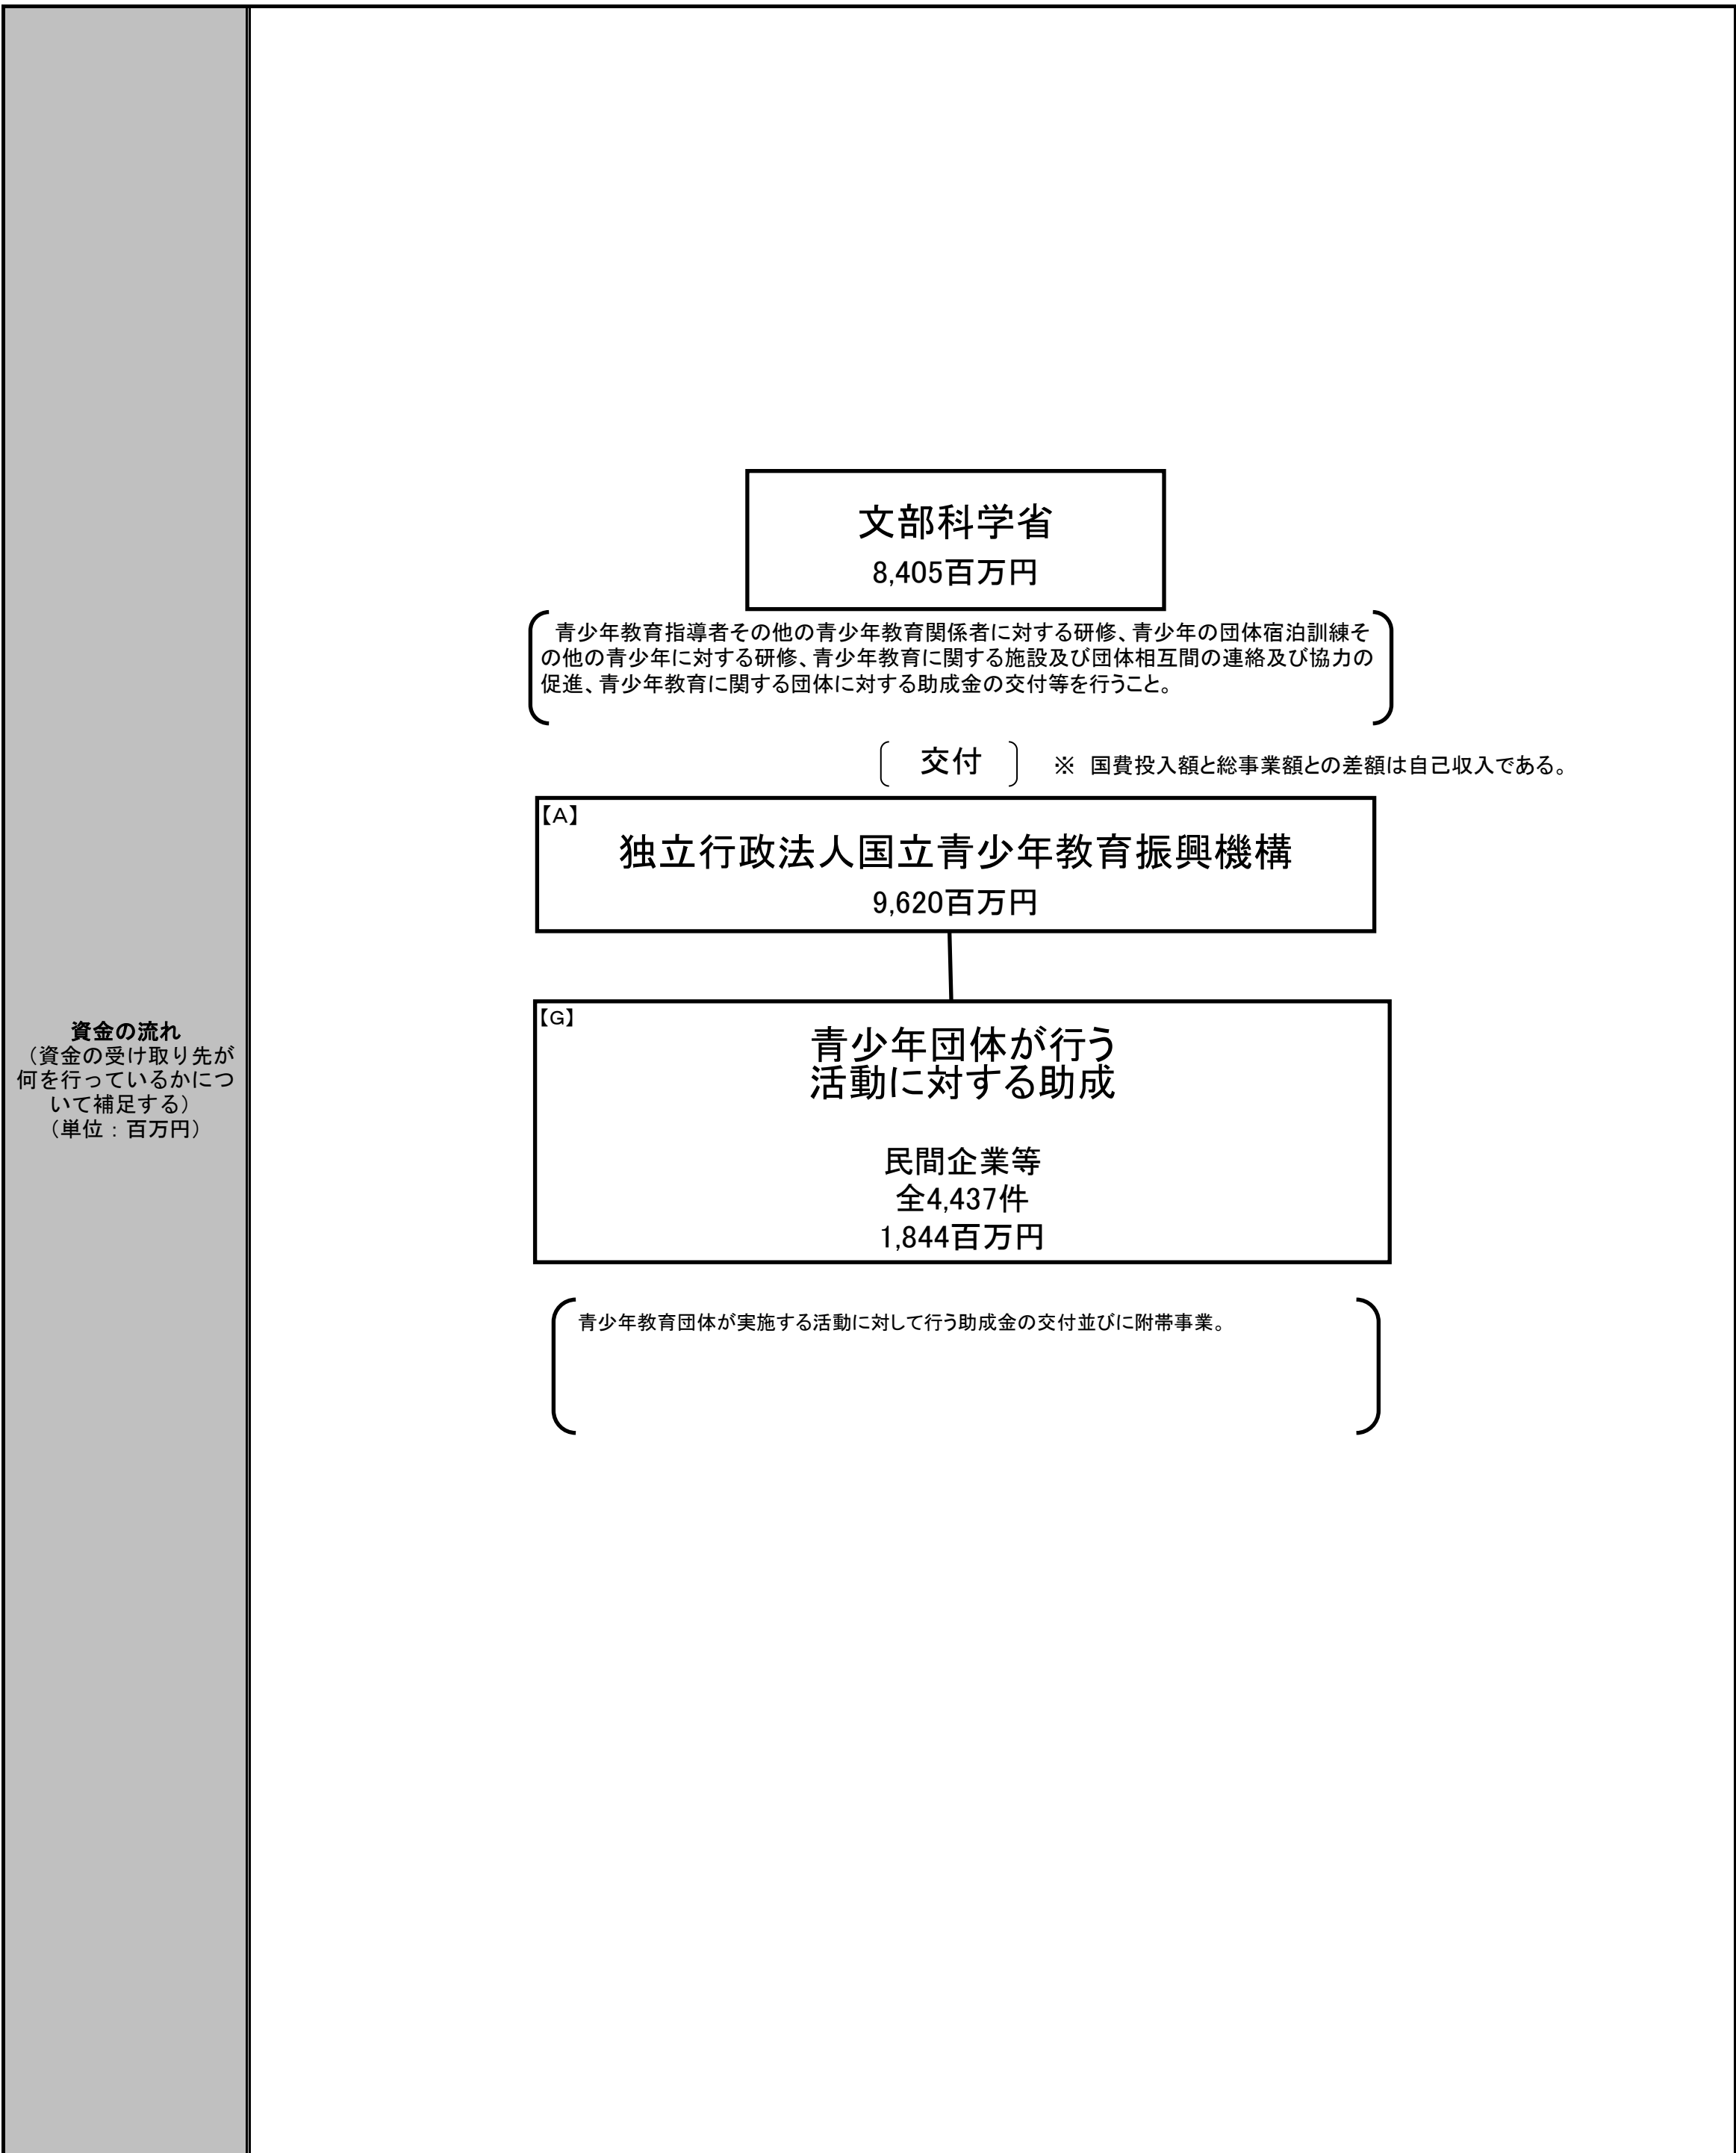 資金の流れ
（資金の受け取り先が
何を行っているかにつ
いて補足する）
（単位：百万円）
文部科学省
8,405百万円
青少年教育指導者その他の青少年教育関係者に対する研修、青少年の団体宿泊訓練そ
の他の青少年に対する研修、青少年教育に関する施設及び団体相互間の連絡及び協力の
促進、青少年教育に関する団体に対する助成金の交付等を行うこと。
交付
※　国費投入額と総事業額との差額は自己収入である。
【A】
独立行政法人国立青少年教育振興機構
9,620百万円
【G】
青少年団体が行う
活動に対する助成
民間企業等
全4,437件
1,844百万円
青少年教育団体が実施する活動に対して行う助成金の交付並びに附帯事業。